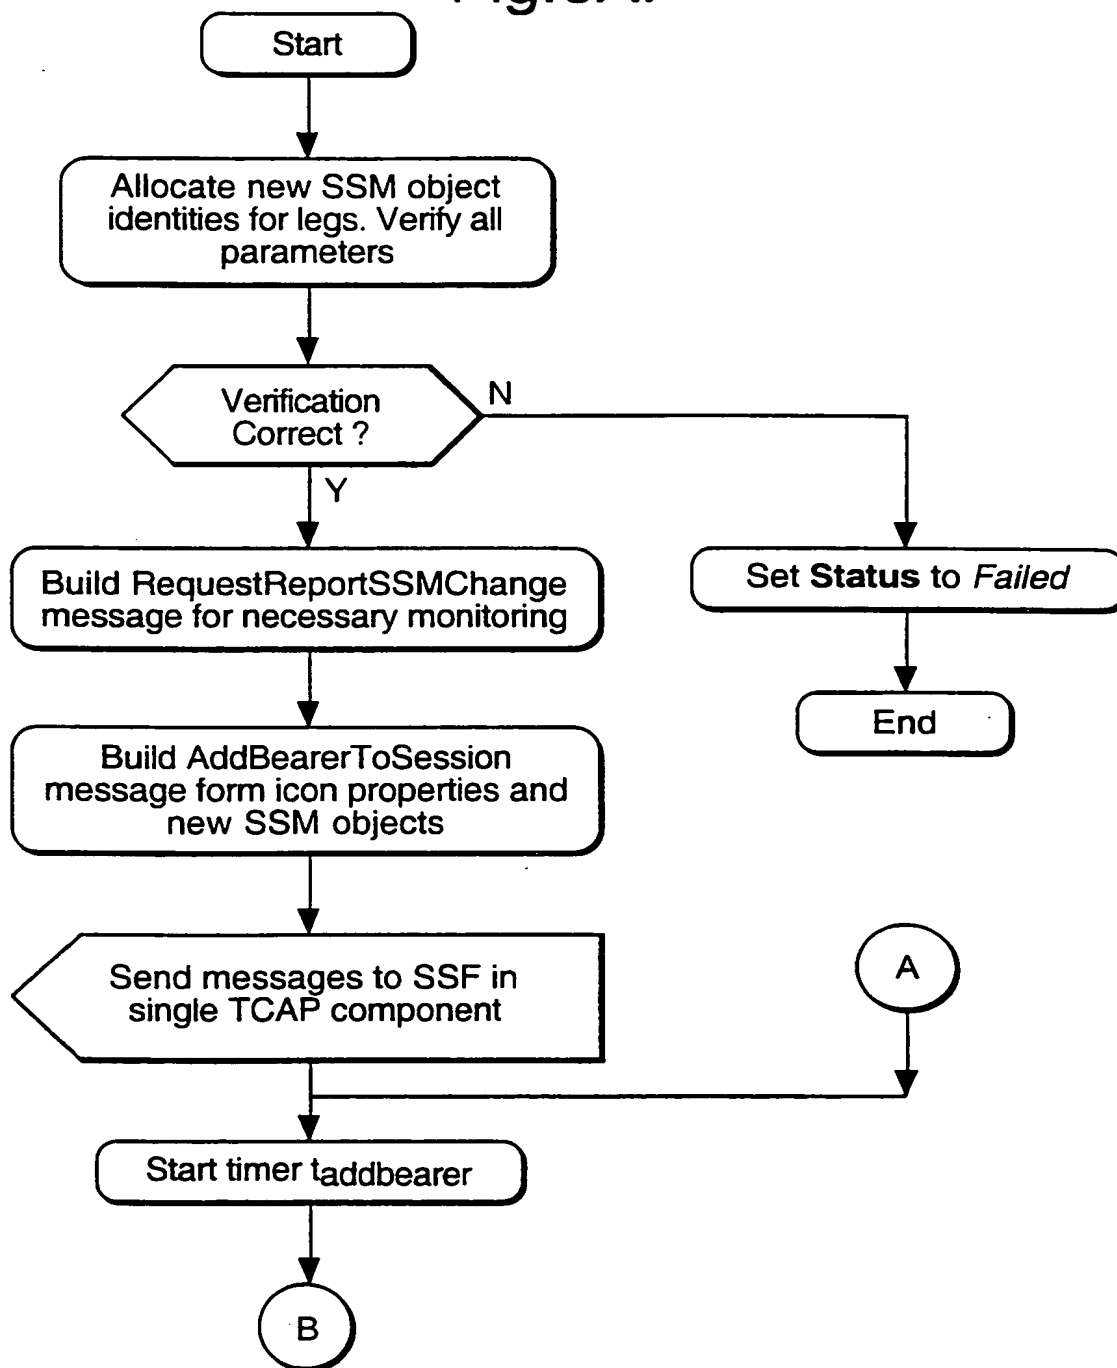 Start
Allocate new SSM object
identities for legs. Verify all
parameters
Verification
Correct ?
N
Y
Build RequestReportSSMChange
message for necessary monitoring
Set Status to Failed
End
Build AddBearerToSession
message form icon properties and
new SSM objects
Send messages to SSF in
single TCAP component
A
Start timer taddbearer
B